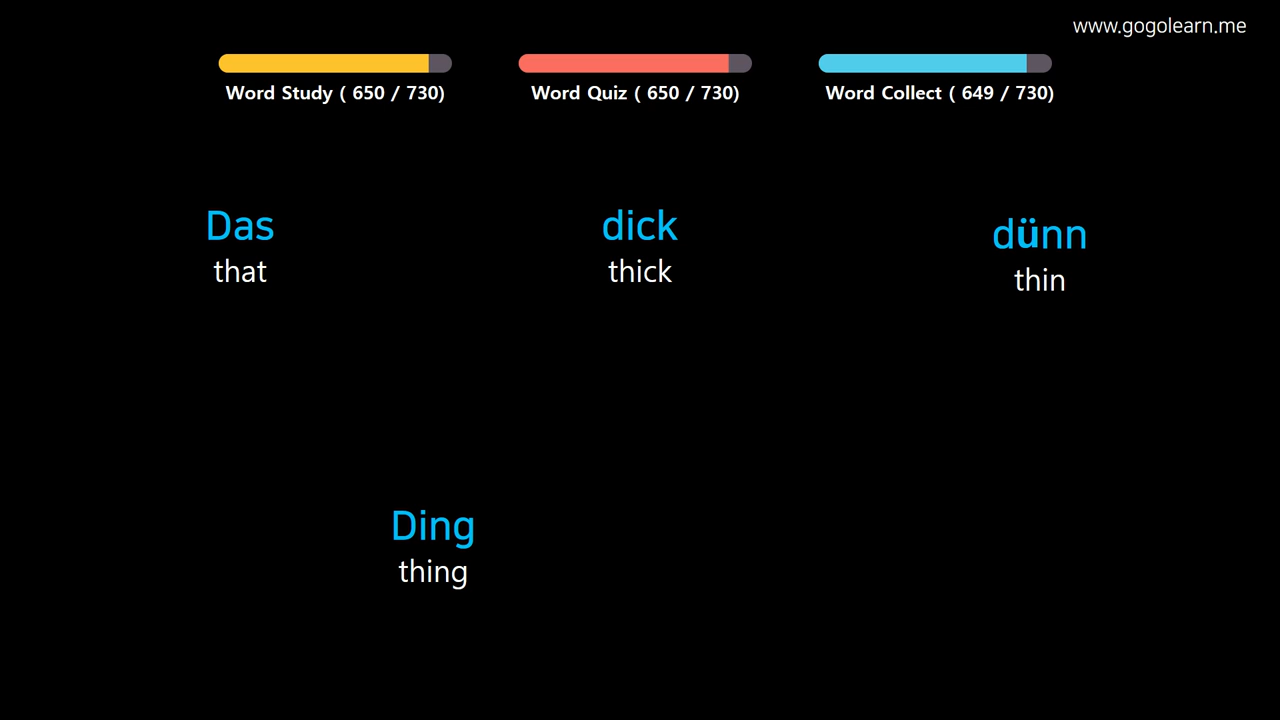 www.gogolearn.me
Word Study ( 650 / 730)
Word Quiz ( 650 / 730)
Word Collect ( 649 / 730)
Das
that
dick
thick
dünn
thin
Ding
thing